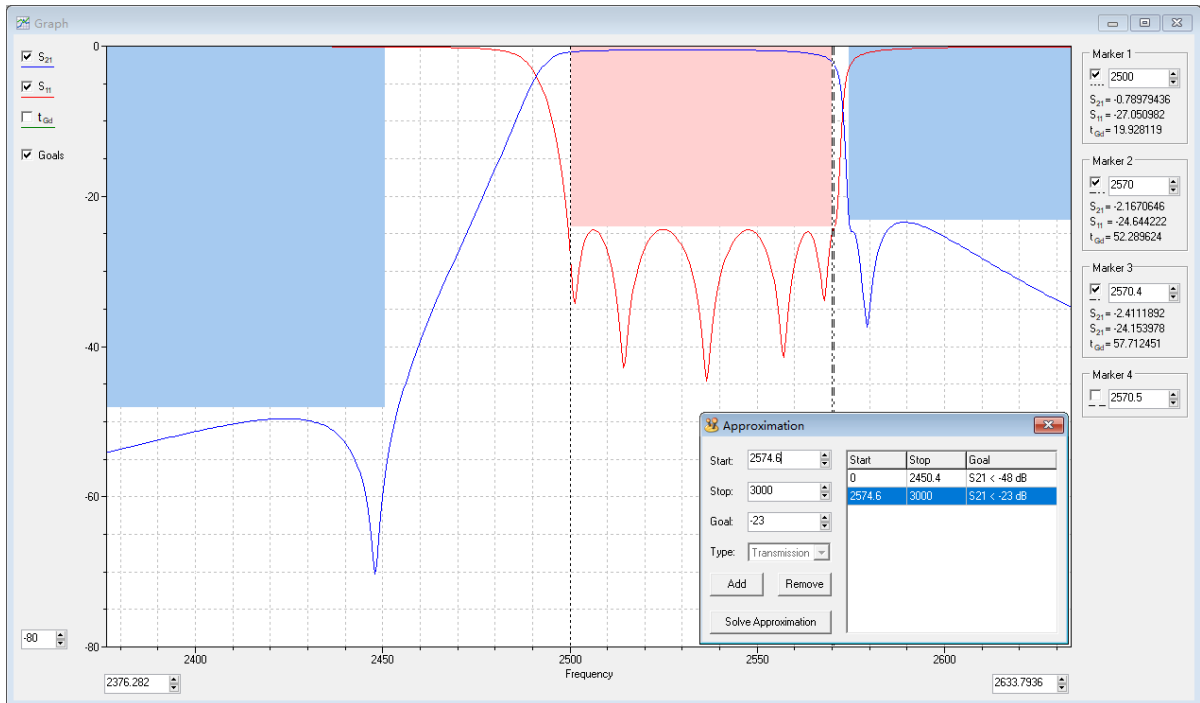 Graph
S21
S11
tGd
Goals
0
-20
-40
-60
-80
-80
2400
2450
2500
2550
2600
Frequency
2376.282
2633.7936
Marker 1
2500
S21= -0.78979436
S11= -27.050982
tGd= 19.928119
Marker 2
2570
S21= -2.1670646
S11= -24.644222
tGd= 52.289624
Marker 3
2570.4
S21= -2.4111892
S21= -24.153978
tGd= 57.712451
Marker 4
2570.5
Approximation
Start: 2574.6
Stop: 3000
Goal: -23
Type: Transmission
Add Remove
Solve Approximation
Start Stop Goal
0 2450.4 S21 < -48 dB
2574.6 3000 S21 < -23 dB